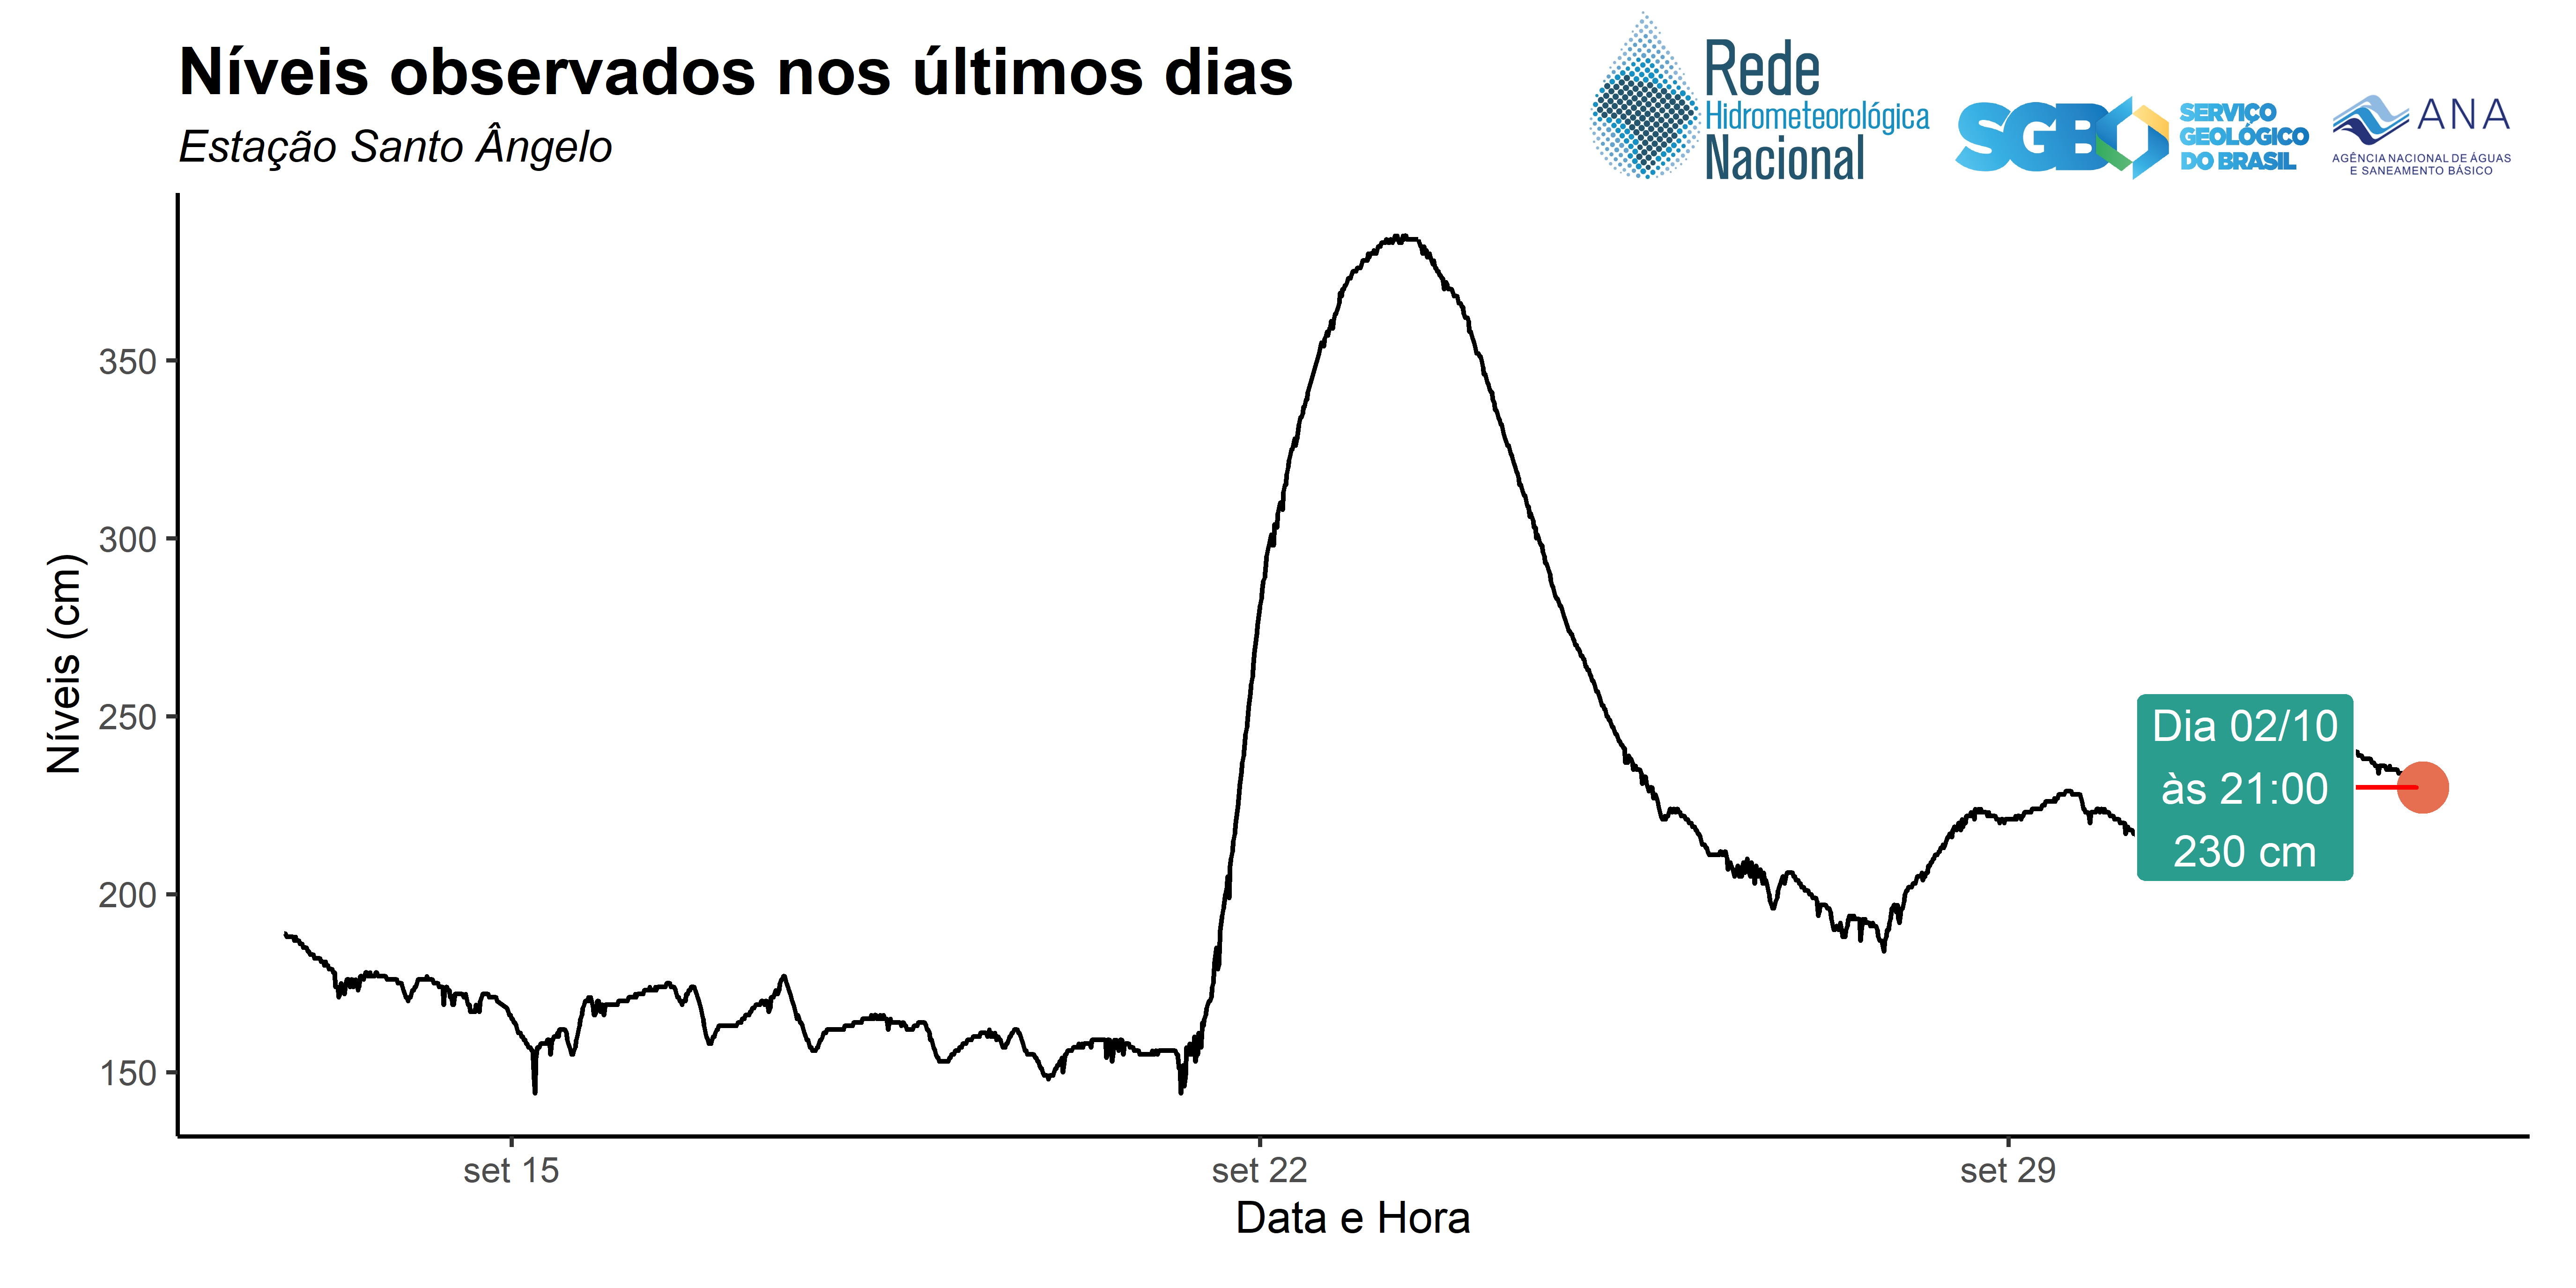 Níveis observados nos últimos dias
Estação Santo Ângelo
Rede
Hidrometeorológica
Nacional
SGB
SERVIÇO
GEOLÓGICO
DO BRASIL
ANA
AGÊNCIA NACIONAL DE ÁGUAS
E SANEAMENTO BÁSICO
Níveis (cm)
350
300
250
200
150
Dia 02/10
às 21:00
230 cm
set 15
set 22
set 29
Data e Hora